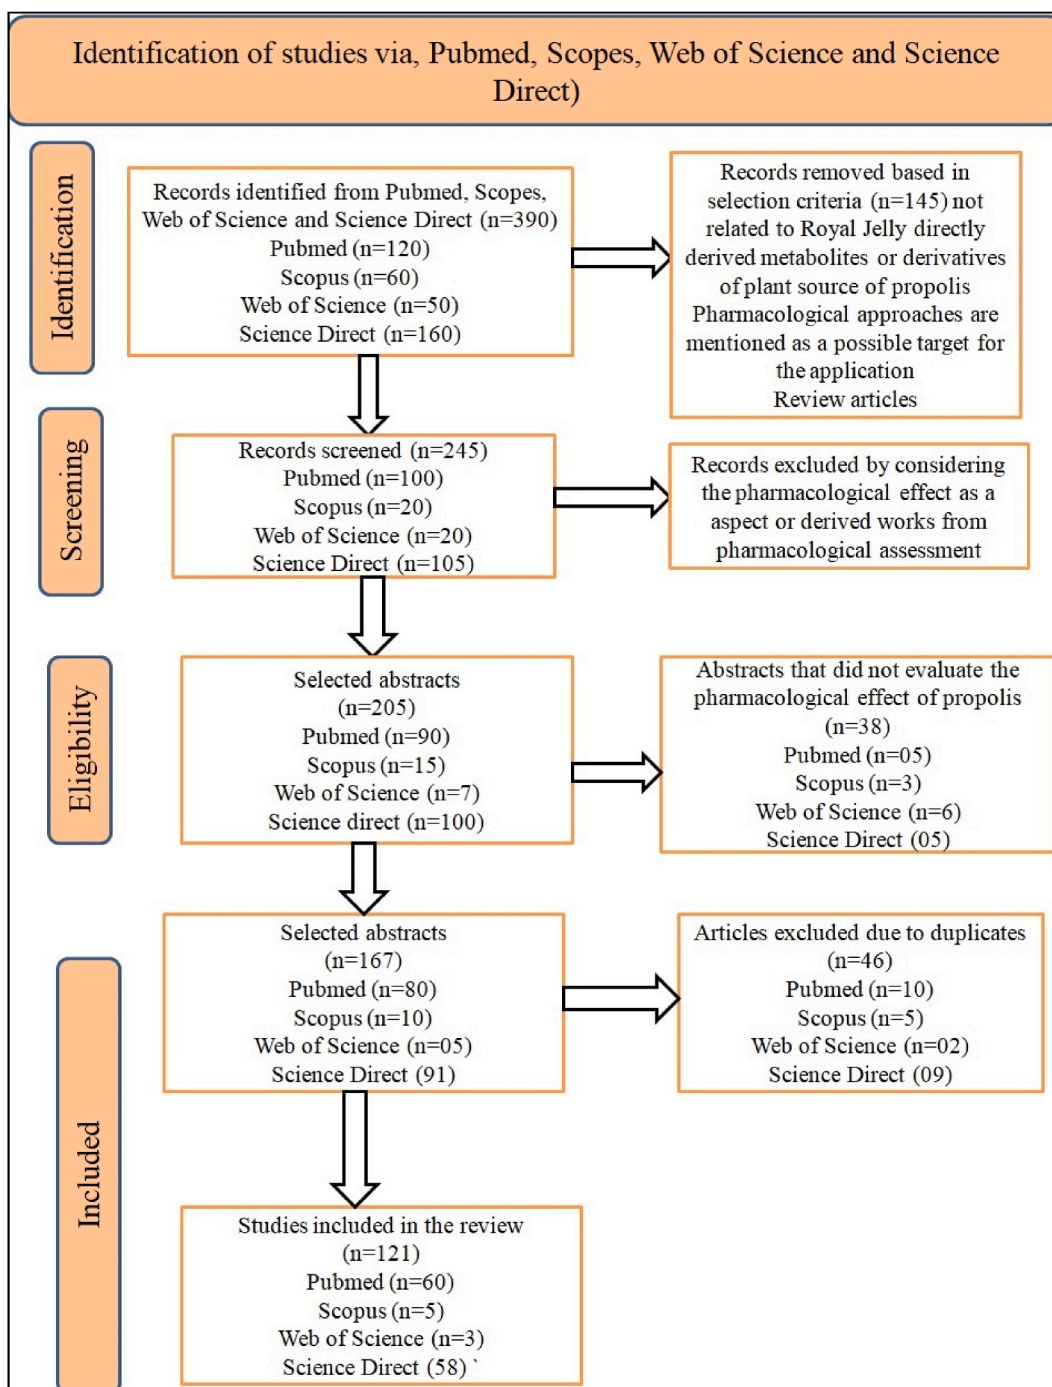 Identification of studies via, Pubmed, Scopes, Web of Science and Science
Direct)
Identification
Records identified from Pubmed, Scopes,
Web of Science and Science Direct (n=390)
Pubmed (n=120)
Scopus (n=60)
Web of Science (n=50)
Science Direct (n=160)
Records removed based in
selection criteria (n=145) not
related to Royal Jelly directly
derived metabolites or derivatives
of plant source of propolis
Pharmacological approaches are
mentioned as a possible target for
the application
Review articles
Screening
Records screened (n=245)
Pubmed (n=100)
Scopus (n=20)
Web of Science (n=20)
Science Direct (n=105)
Records excluded by considering
the pharmacological effect as a
aspect or derived works from
pharmacological assessment
Eligibility
Selected abstracts
(n=205)
Pubmed (n=90)
Scopus (n=15)
Web of Science (n=7)
Science direct (n=100)
Abstracts that did not evaluate the
pharmacological effect of propolis
(n=38)
Pubmed (n=05)
Scopus (n=3)
Web of Science (n=6)
Science Direct (05)
Included
Selected abstracts
(n=167)
Pubmed (n=80)
Scopus (n=10)
Web of Science (n=05)
Science Direct (91)
Articles excluded due to duplicates
(n=46)
Pubmed (n=10)
Scopus (n=5)
Web of Science (n=02)
Science Direct (09)
Studies included in the review
(n=121)
Pubmed (n=60)
Scopus (n=5)
Web of Science (n=3)
Science Direct (58) `